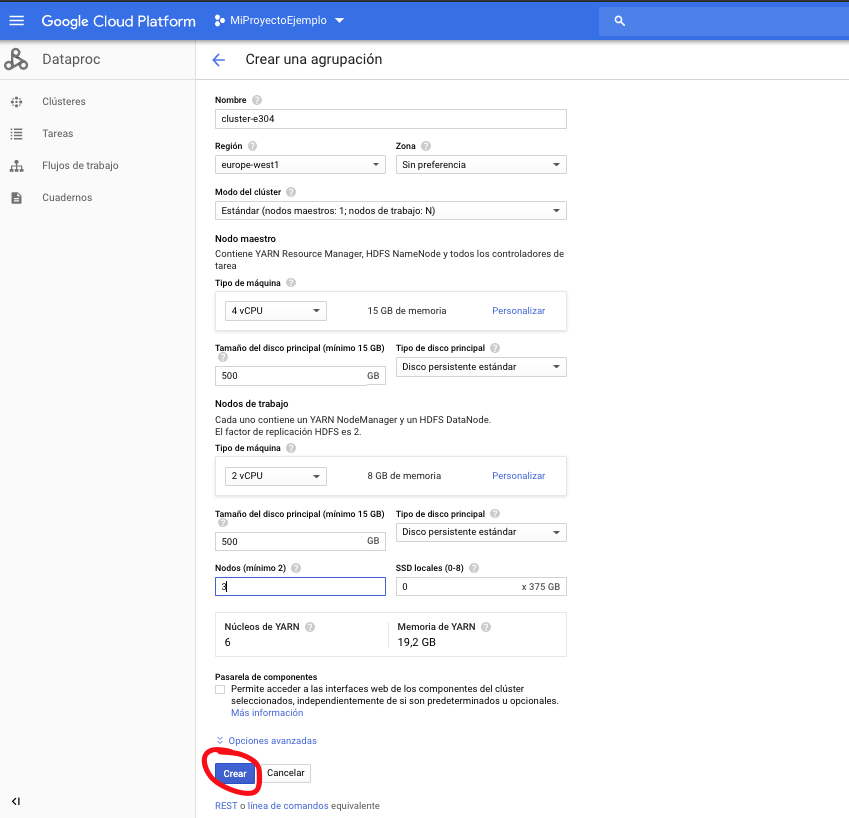 Google Cloud Platform MiProyectoEjemplo
Dataproc
Clústeres
Tareas
Flujos de trabajo
Cuadernos
Crear una agrupación
Nombre ?
cluster-e304
Región ? Zona ?
europe-west1 Sin preferencia
Modo del clúster ?
Estándar (nodos maestros: 1; nodos de trabajo: N)
Nodo maestro
Contiene YARN Resource Manager, HDFS NameNode y todos los controladores de
tarea
Tipo de máquina ?
4 vCPU 15 GB de memoria Personalizar
Tamaño del disco principal (mínimo 15 GB) Tipo de disco principal ?
?
500 GB Disco persistente estándar
Nodos de trabajo
Cada uno contiene un YARN NodeManager y un HDFS DataNode.
El factor de replicación HDFS es 2.
Tipo de máquina ?
2 vCPU 8 GB de memoria Personalizar
Tamaño del disco principal (mínimo 15 GB) Tipo de disco principal ?
?
500 GB Disco persistente estándar
Nodos (mínimo 2) ? SSD locales (0-8) ?
3 0 x 375 GB
Núcleos de YARN ? Memoria de YARN ?
6 19,2 GB
Pasarela de componentes
Permite acceder a las interfaces web de los componentes del clúster
seleccionados, independientemente de si son predeterminados u opcionales.
Más información
Opciones avanzadas
Crear Cancelar
REST o línea de comandos equivalente